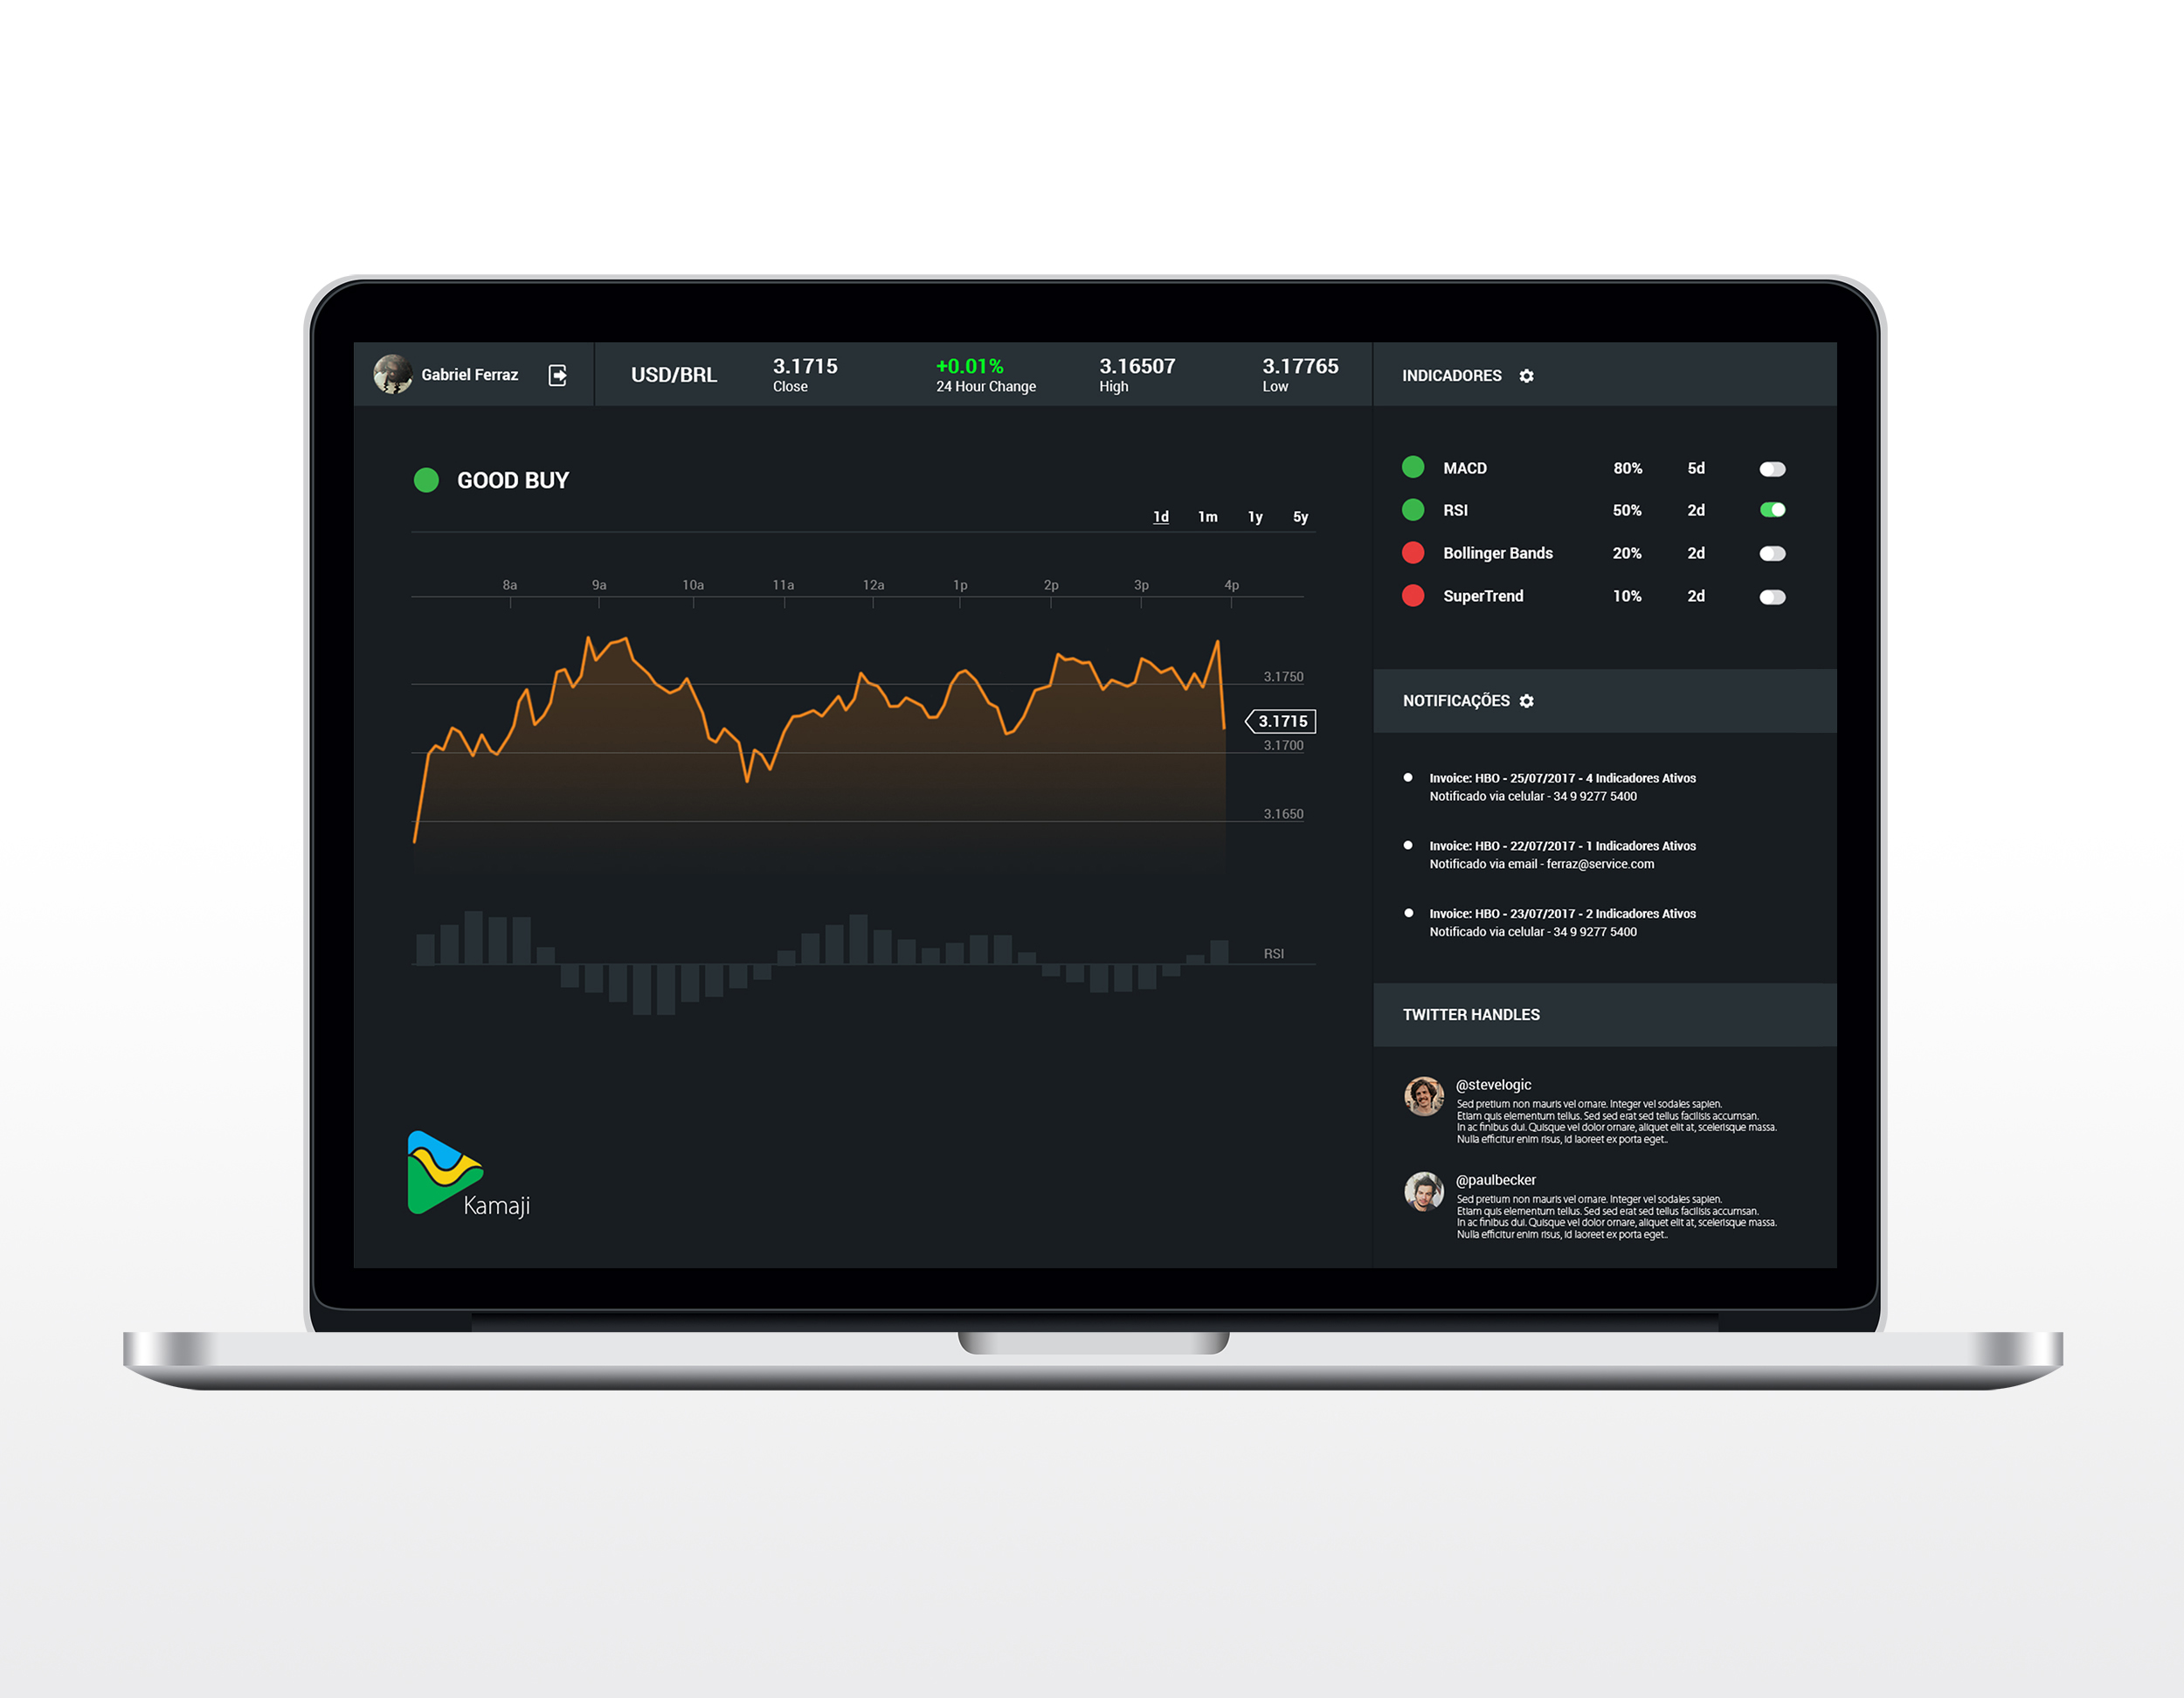 Gabriel Ferraz
USD/BRL
3.1715
Close
+0.01%
24 Hour Change
3.16507
High
3.17765
Low
GOOD BUY
1d 1m 1y 5y
8a 9a 10a 11a 12a 1p 2p 3p 4p
3.1750
3.1715
3.1700
3.1650
RSI
Kamaji
INDICADORES
MACD 80% 5d
RSI 50% 2d
Bollinger Bands 20% 2d
SuperTrend 10% 2d
NOTIFICAÇÕES
Invoice: HBO - 25/07/2017 - 4 Indicadores Ativos
Notificado via celular - 34 9 9277 5400
Invoice: HBO - 22/07/2017 - 1 Indicadores Ativos
Notificado via email - ferraz@service.com
Invoice: HBO - 23/07/2017 - 2 Indicadores Ativos
Notificado via celular - 34 9 9277 5400
TWITTER HANDLES
@stevelogic
Sed pretium non mauris vel ornare. Integer vel sodales sapien.
Etiam quis elementum tellus. Sed sed erat sed tellus facilisis accumsan.
In ac finibus dui. Quisque vel dolor ornare, aliquet elit at, scelerisque massa.
Nulla efficitur enim risus, id laoreet ex porta eget..
@paulbecker
Sed pretium non mauris vel ornare. Integer vel sodales sapien.
Etiam quis elementum tellus. Sed sed erat sed tellus facilisis accumsan.
In ac finibus dui. Quisque vel dolor ornare, aliquet elit at, scelerisque massa.
Nulla efficitur enim risus, id laoreet ex porta eget..